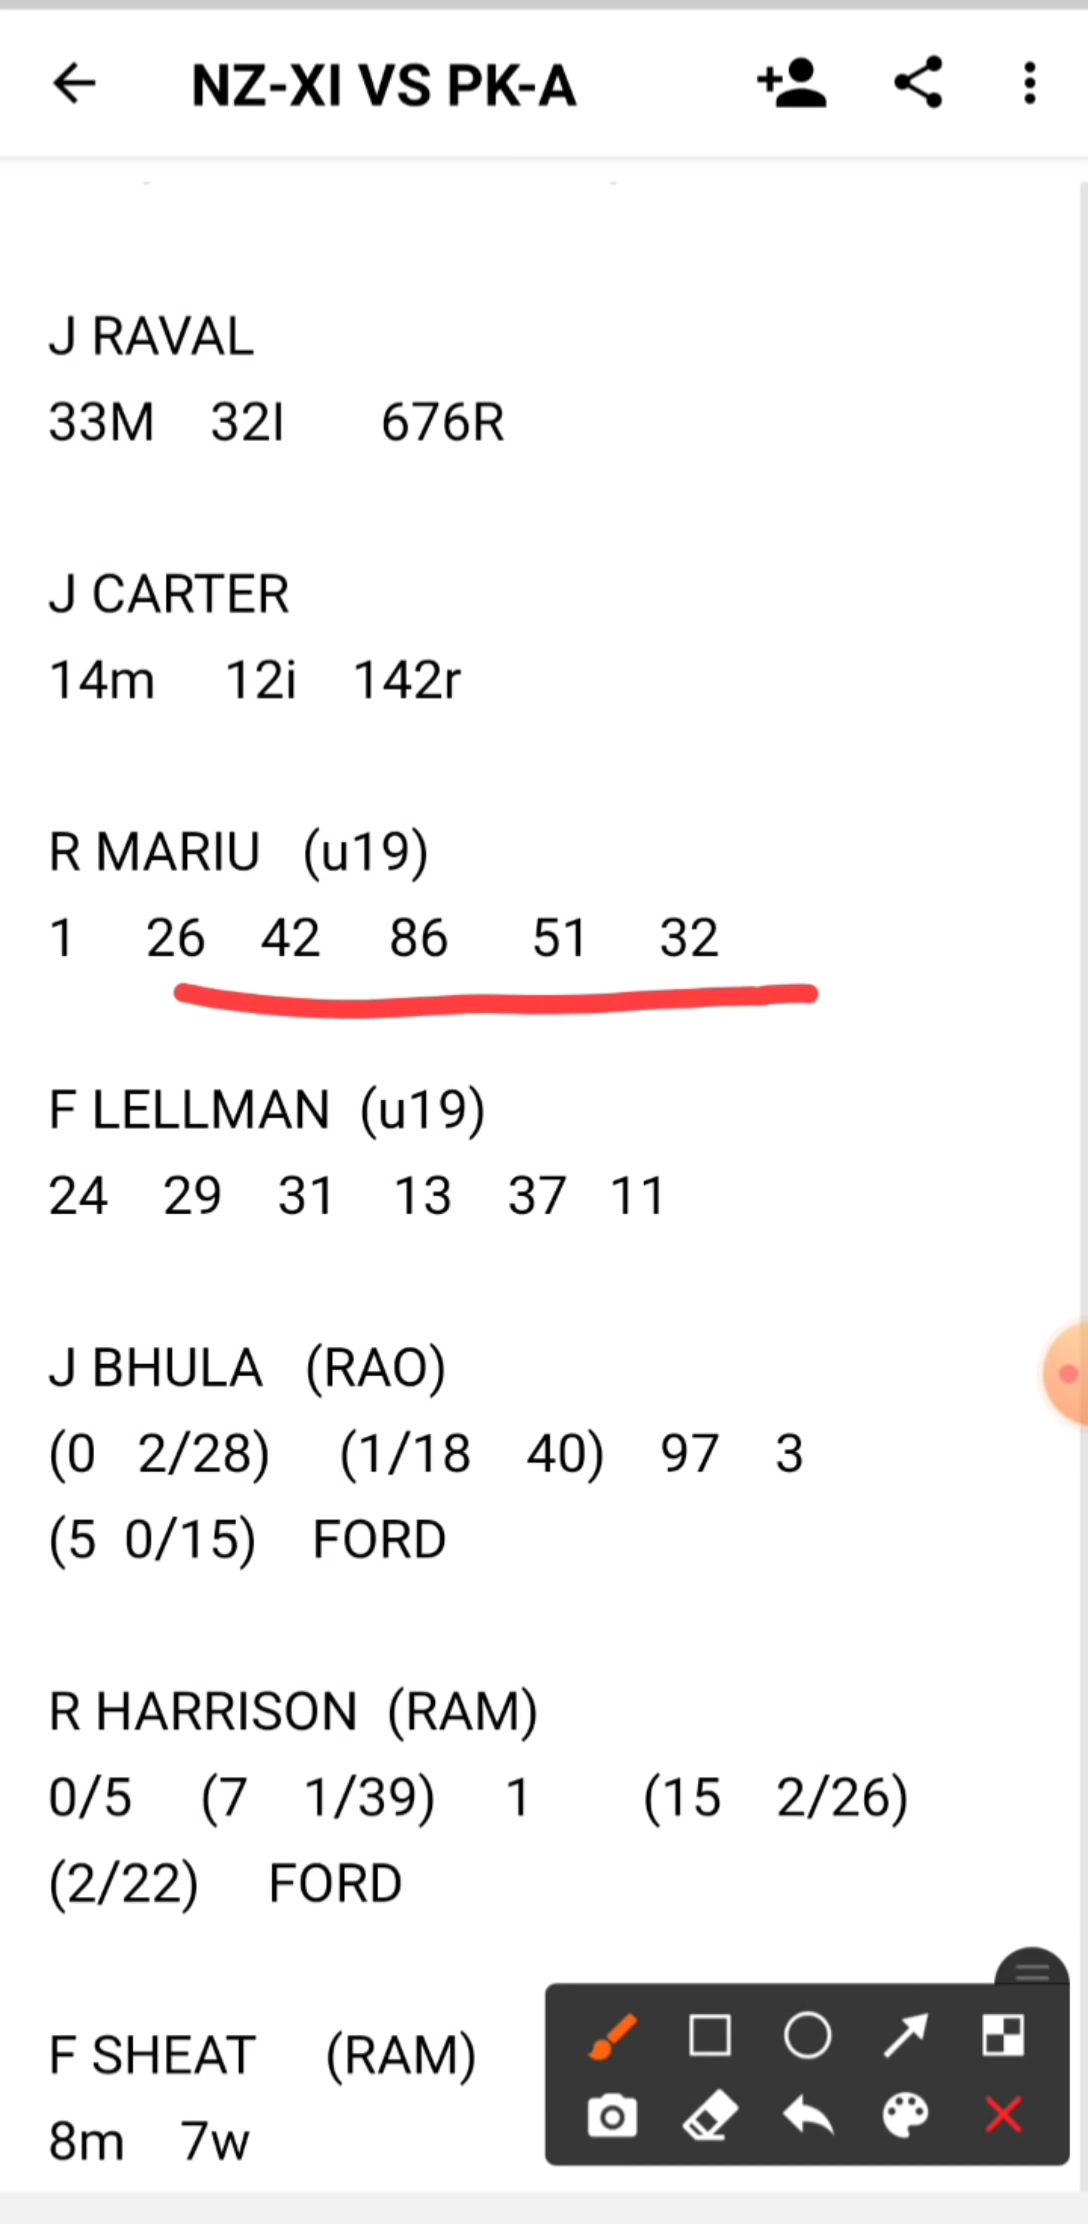 NZ-XI VS PK-A
J RAVAL
33M 32I 676R
J CARTER
14m 12i 142r
R MARIU (u19)
1 26 42 86 51 32
F LELLMAN (u19)
24 29 31 13 37 11
J BHULA (RAO)
(0 2/28) (1/18 40) 97 3
(5 0/15) FORD
R HARRISON (RAM)
0/5 (7 1/39) 1 (15 2/26)
(2/22) FORD
F SHEAT (RAM)
8m 7w